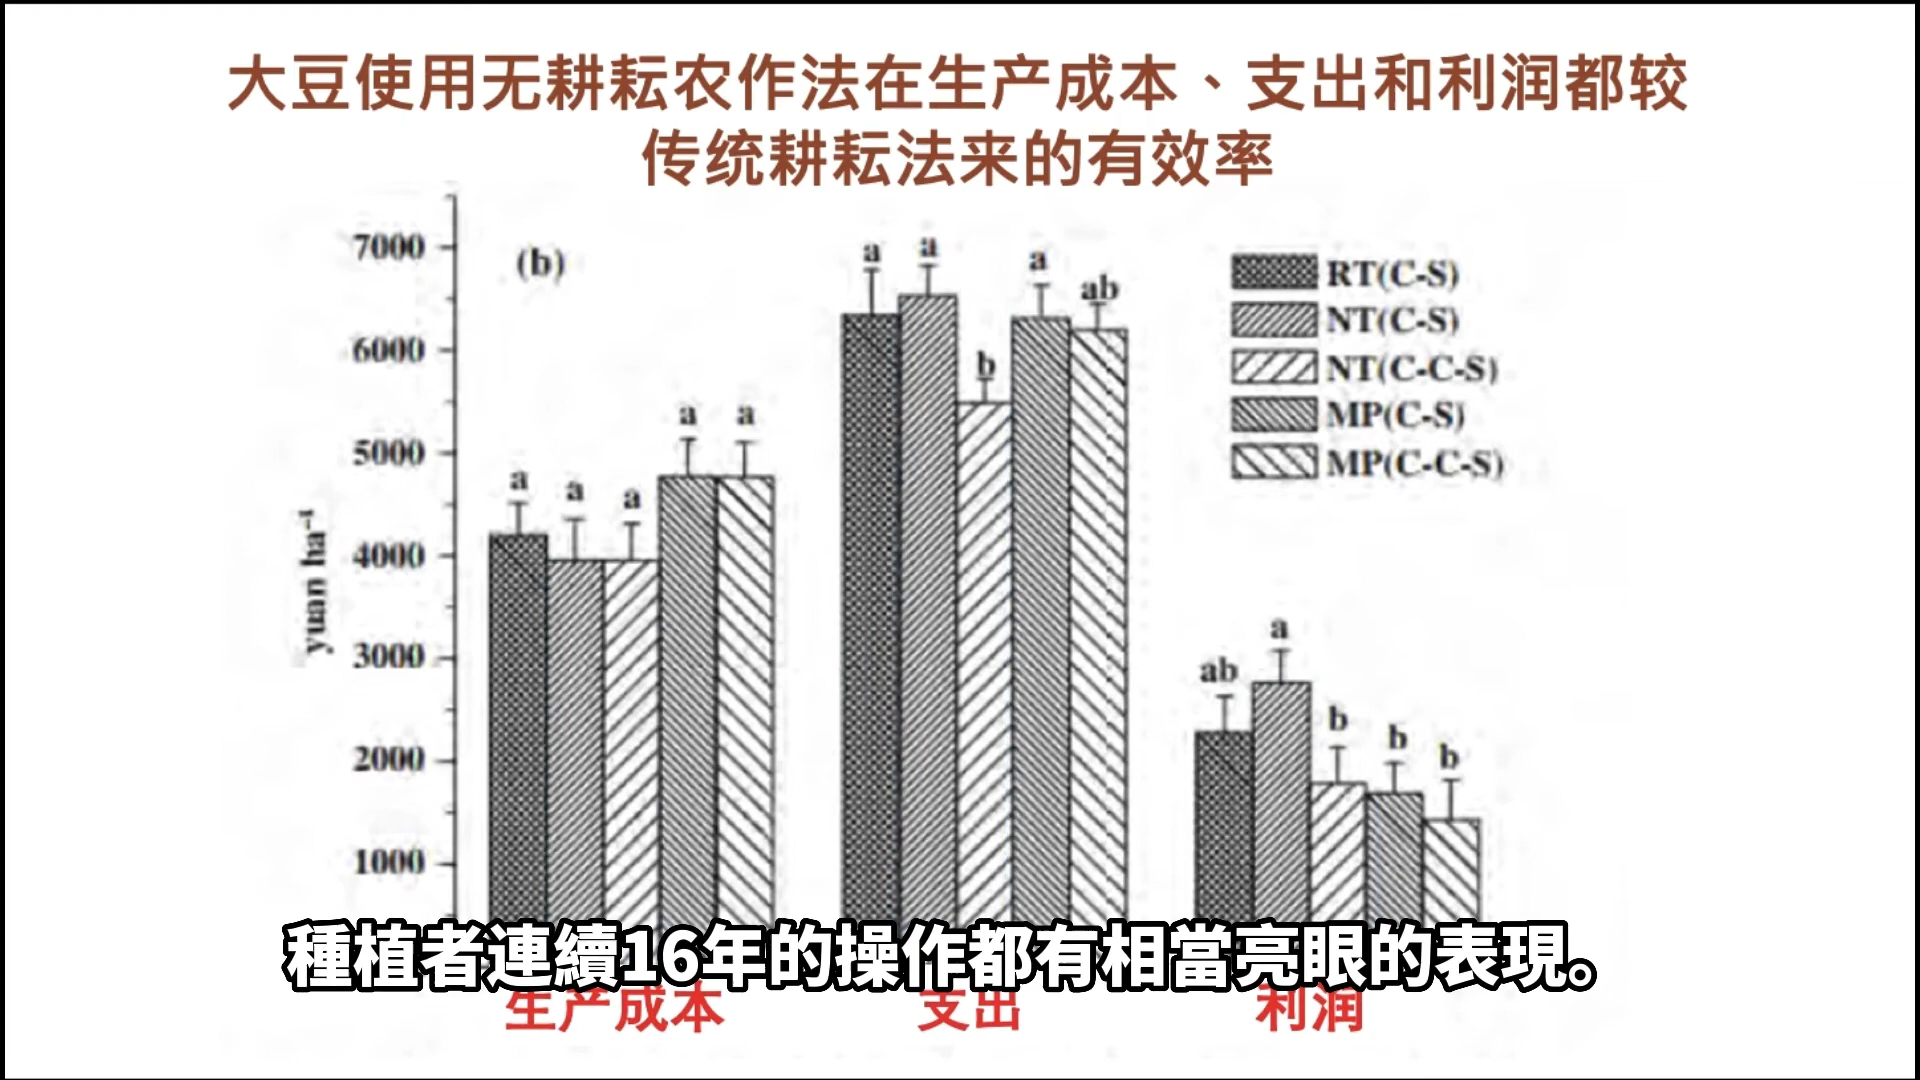 大豆使用无耕耘农作法在生产成本、支出和利润都较
传统耕耘法来的有效率
(b)
yuan ha⁻¹
7000
6000
5000
4000
3000
2000
1000
a
a
a
a
a
a
a
b
a
ab
ab
a
b
b
b
RT(C-S)
NT(C-S)
NT(C-C-S)
MP(C-S)
MP(C-C-S)
種植者連續16年的操作都有相當亮眼的表現。
生产成本
支出
利润